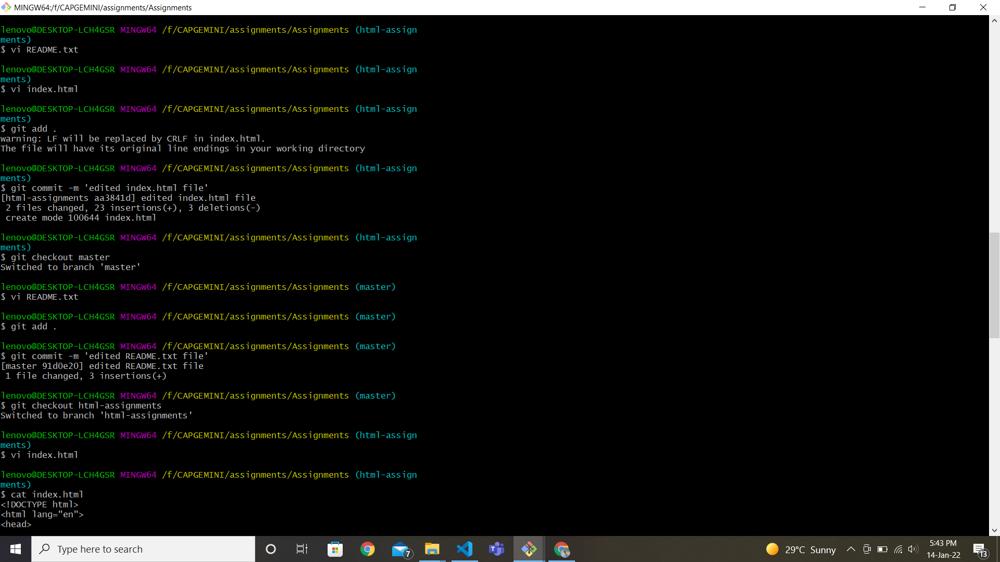 MINGW64:/f/CAPGEMINI/assignments/Assignments
lenovo@DESKTOP-LCH4GSR MINGW64 /f/CAPGEMINI/assignments/Assignments (html-assign
ments)
$ vi README.txt
lenovo@DESKTOP-LCH4GSR MINGW64 /f/CAPGEMINI/assignments/Assignments (html-assign
ments)
$ vi index.html
lenovo@DESKTOP-LCH4GSR MINGW64 /f/CAPGEMINI/assignments/Assignments (html-assign
ments)
$ git add .
warning: LF will be replaced by CRLF in index.html.
The file will have its original line endings in your working directory
lenovo@DESKTOP-LCH4GSR MINGW64 /f/CAPGEMINI/assignments/Assignments (html-assign
ments)
$ git commit -m 'edited index.html file'
[html-assignments aa3841d] edited index.html file
 2 files changed, 23 insertions(+), 3 deletions(-)
 create mode 100644 index.html
lenovo@DESKTOP-LCH4GSR MINGW64 /f/CAPGEMINI/assignments/Assignments (html-assign
ments)
$ git checkout master
Switched to branch 'master'
lenovo@DESKTOP-LCH4GSR MINGW64 /f/CAPGEMINI/assignments/Assignments (master)
$ vi README.txt
lenovo@DESKTOP-LCH4GSR MINGW64 /f/CAPGEMINI/assignments/Assignments (master)
$ git add .
lenovo@DESKTOP-LCH4GSR MINGW64 /f/CAPGEMINI/assignments/Assignments (master)
$ git commit -m 'edited README.txt file'
[master 91d0e20] edited README.txt file
 1 file changed, 3 insertions(+)
lenovo@DESKTOP-LCH4GSR MINGW64 /f/CAPGEMINI/assignments/Assignments (master)
$ git checkout html-assignments
Switched to branch 'html-assignments'
lenovo@DESKTOP-LCH4GSR MINGW64 /f/CAPGEMINI/assignments/Assignments (html-assign
ments)
$ vi index.html
lenovo@DESKTOP-LCH4GSR MINGW64 /f/CAPGEMINI/assignments/Assignments (html-assign
ments)
$ cat index.html
<!DOCTYPE html>
<html lang="en">
<head>
Type here to search
7
29°C Sunny
5:43 PM
14-Jan-22
13